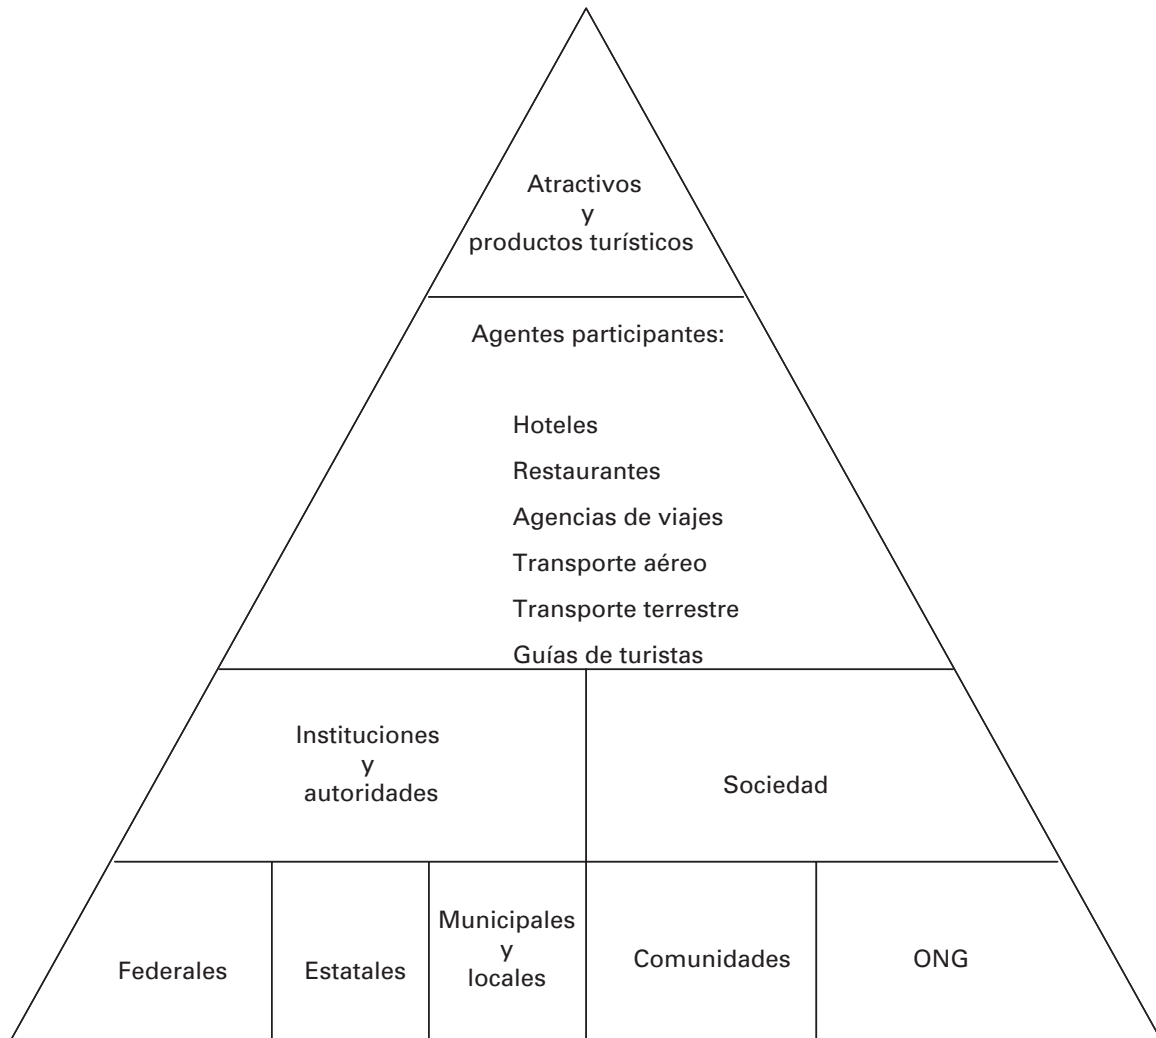 Atractivos
y
productos turísticos
Agentes participantes:
Hoteles
Restaurantes
Agencias de viajes
Transporte aéreo
Transporte terrestre
Guías de turistas
Instituciones
y
autoridades
Sociedad
Federales
Estatales
Municipales
y
locales
Comunidades
ONG